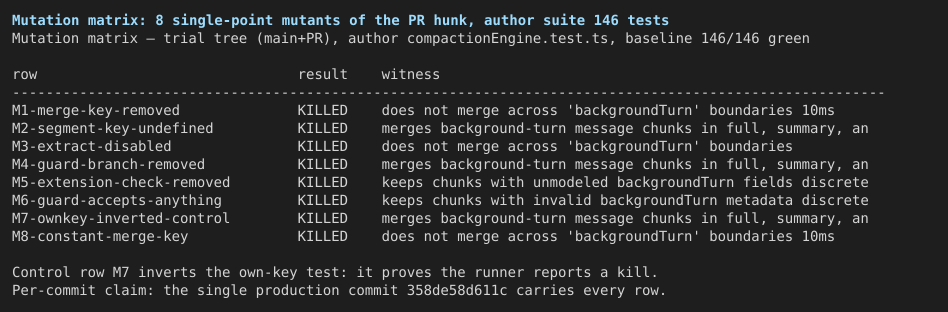 Mutation matrix: 8 single-point mutants of the PR hunk, author suite 146 tests
Mutation matrix — trial tree (main+PR), author compactionEngine.test.ts, baseline 146/146 green
row result witness
--------------------------------------------------------------------------------------------------------
M1-merge-key-removed KILLED does not merge across 'backgroundTurn' boundaries 10ms
M2-segment-key-undefined KILLED merges background-turn message chunks in full, summary, an
M3-extract-disabled KILLED does not merge across 'backgroundTurn' boundaries
M4-guard-branch-removed KILLED merges background-turn message chunks in full, summary, an
M5-extension-check-removed KILLED keeps chunks with unmodeled backgroundTurn fields discrete
M6-guard-accepts-anything KILLED keeps chunks with invalid backgroundTurn metadata discrete
M7-ownkey-inverted-control KILLED merges background-turn message chunks in full, summary, an
M8-constant-merge-key KILLED does not merge across 'backgroundTurn' boundaries 10ms
Control row M7 inverts the own-key test: it proves the runner reports a kill.
Per-commit claim: the single production commit 358de58d611c carries every row.